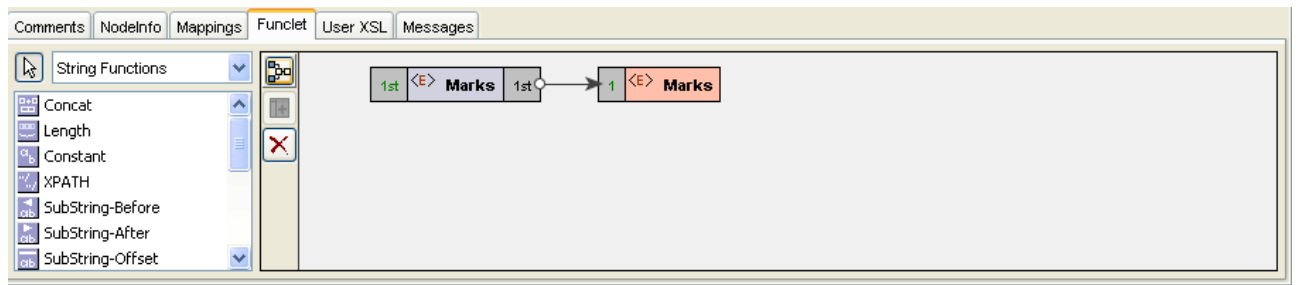 Comments NodeInfo Mappings Funclet User XSL Messages
String Functions
Concat
Length
Constant
XPATH
SubString-Before
SubString-After
SubString-Offset
1st <E> Marks 1st 1 <E> Marks